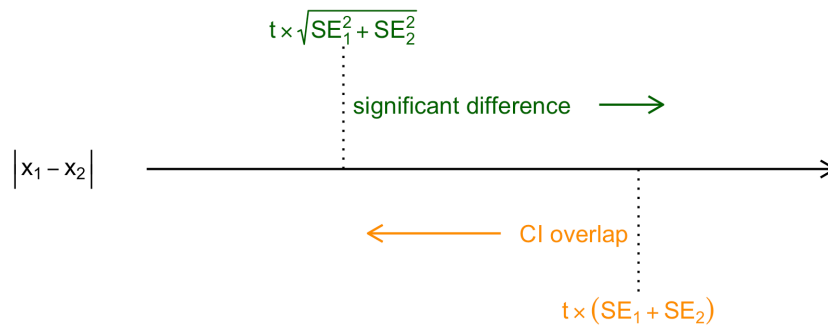 t × √(SE₁² + SE₂²)
significant difference
|x₁ − x₂|
CI overlap
t × (SE₁ + SE₂)